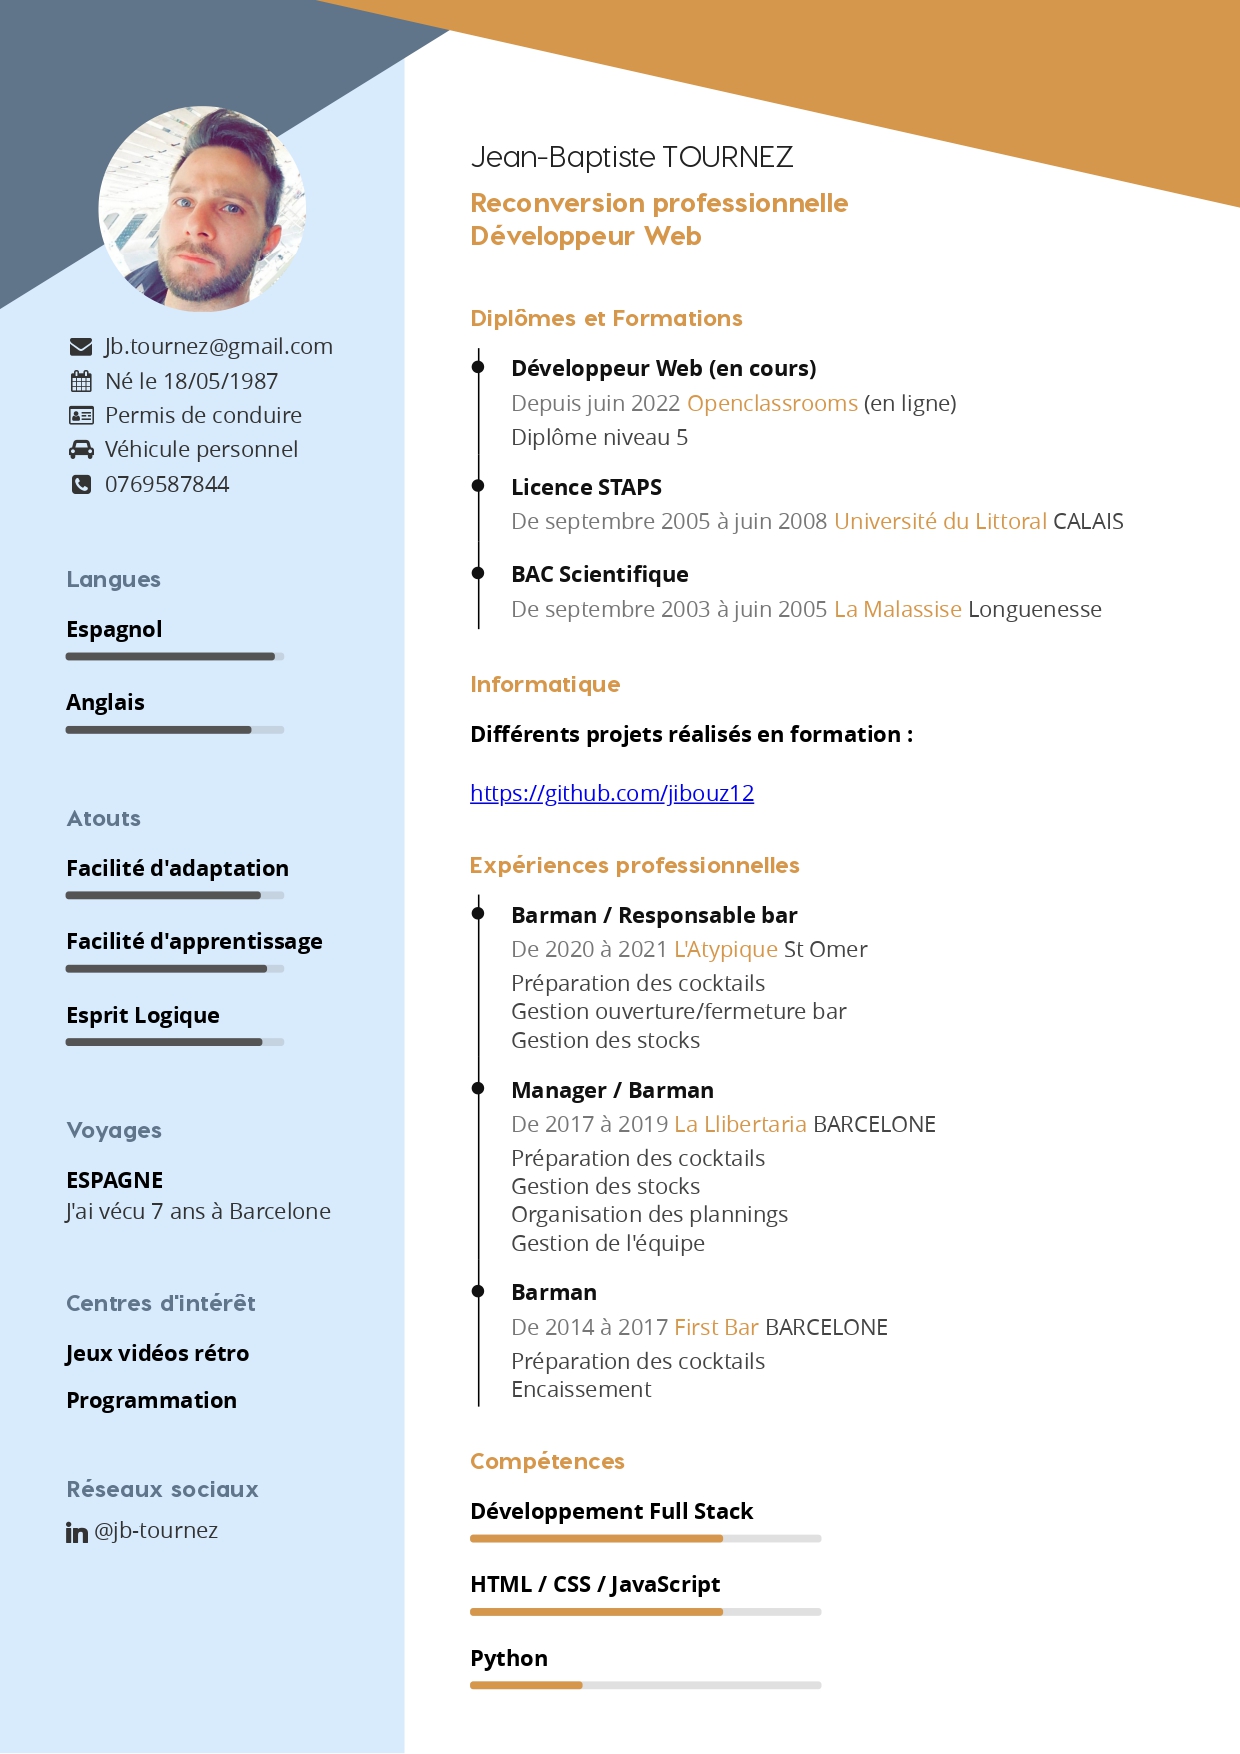 Jb.tournez@gmail.com
Né le 18/05/1987
Permis de conduire
Véhicule personnel
0769587844
Langues
Espagnol
Anglais
Atouts
Facilité d'adaptation
Facilité d'apprentissage
Esprit Logique
Voyages
ESPAGNE
J'ai vécu 7 ans à Barcelone
Centres d'intérêt
Jeux vidéos rétro
Programmation
Réseaux sociaux
in @jb-tournez
Jean-Baptiste TOURNEZ
Reconversion professionnelle
Développeur Web
Diplômes et Formations
Développeur Web (en cours)
Depuis juin 2022 Openclassrooms (en ligne)
Diplôme niveau 5
Licence STAPS
De septembre 2005 à juin 2008 Université du Littoral CALAIS
BAC Scientifique
De septembre 2003 à juin 2005 La Malassise Longuenesse
Informatique
Différents projets réalisés en formation :
https://github.com/jibouz12
Expériences professionnelles
Barman / Responsable bar
De 2020 à 2021 L'Atypique St Omer
Préparation des cocktails
Gestion ouverture/fermeture bar
Gestion des stocks
Manager / Barman
De 2017 à 2019 La Llibertaria BARCELONE
Préparation des cocktails
Gestion des stocks
Organisation des plannings
Gestion de l'équipe
Barman
De 2014 à 2017 First Bar BARCELONE
Préparation des cocktails
Encaissement
Compétences
Développement Full Stack
HTML / CSS / JavaScript
Python